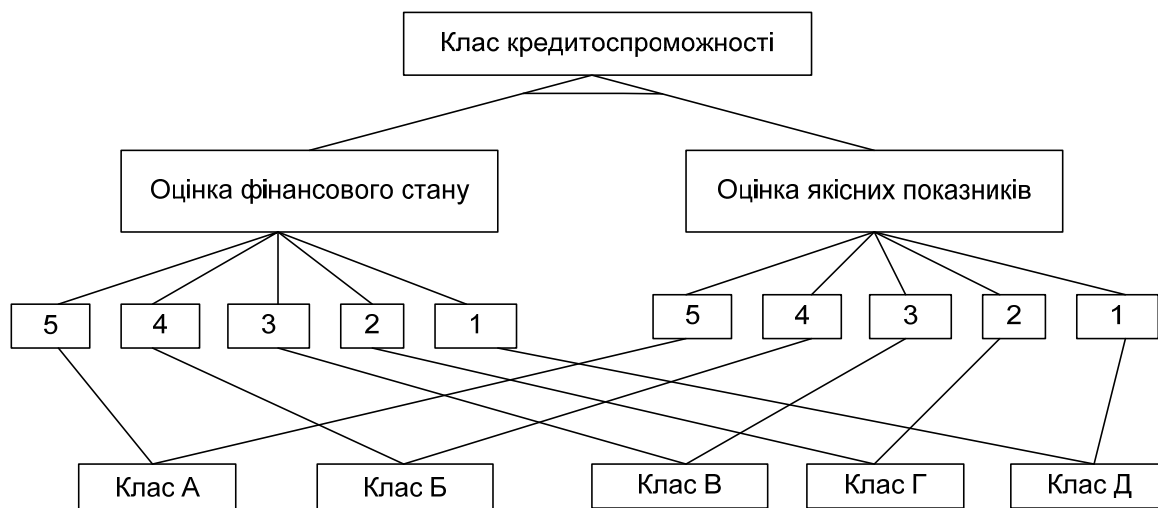 Клас кредитоспроможності
Оцінка фінансового стану
Оцінка якісних показників
5 4 3 2 1
5 4 3 2 1
Клас А
Клас Б
Клас В
Клас Г
Клас Д